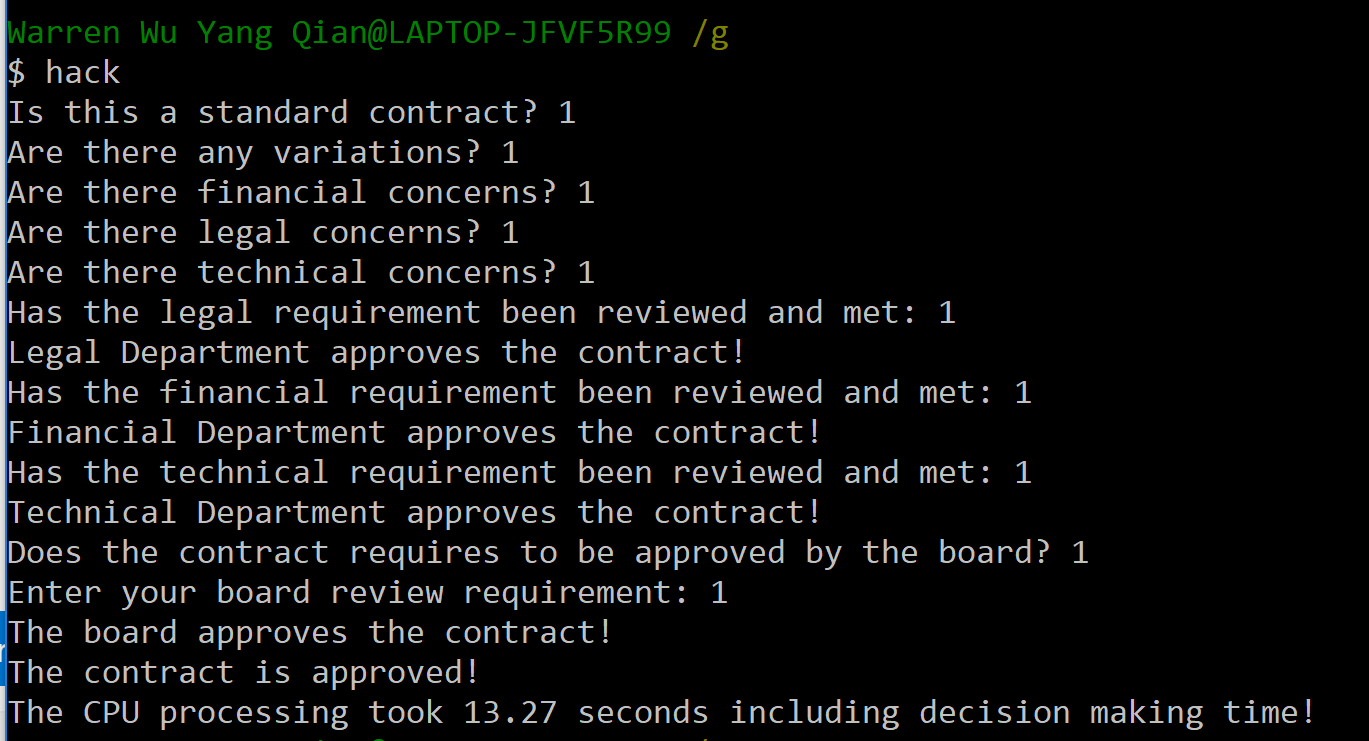 Warren Wu Yang Qian@LAPTOP-JFVF5R99 /g
$ hack
Is this a standard contract? 1
Are there any variations? 1
Are there financial concerns? 1
Are there legal concerns? 1
Are there technical concerns? 1
Has the legal requirement been reviewed and met: 1
Legal Department approves the contract!
Has the financial requirement been reviewed and met: 1
Financial Department approves the contract!
Has the technical requirement been reviewed and met: 1
Technical Department approves the contract!
Does the contract requires to be approved by the board? 1
Enter your board review requirement: 1
The board approves the contract!
The contract is approved!
The CPU processing took 13.27 seconds including decision making time!